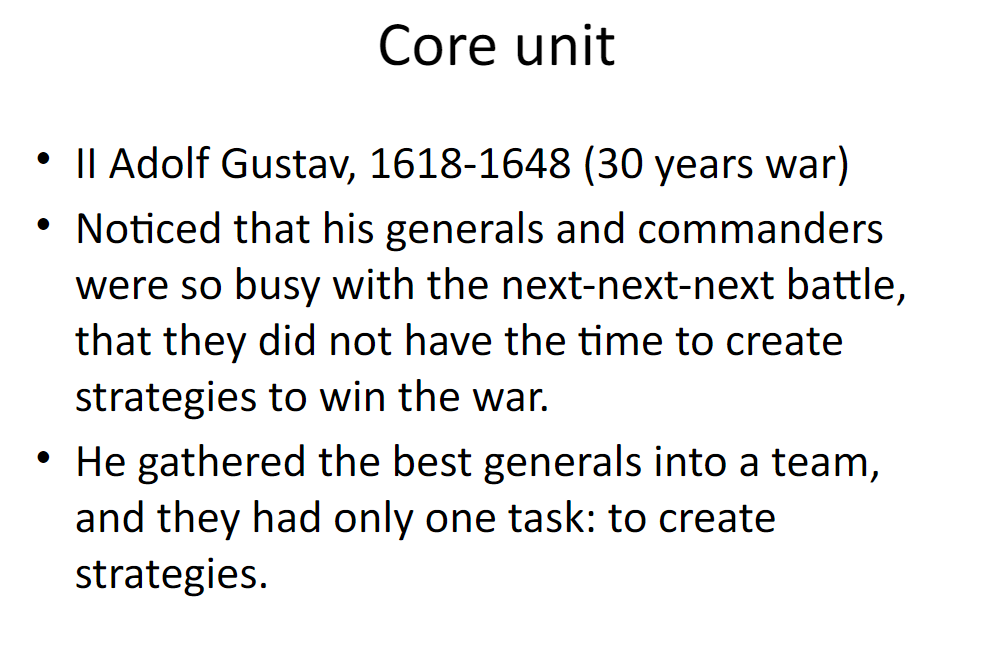 Core unit
• II Adolf Gustav, 1618-1648 (30 years war)
• Noticed that his generals and commanders
were so busy with the next-next-next battle,
that they did not have the time to create
strategies to win the war.
• He gathered the best generals into a team,
and they had only one task: to create
strategies.